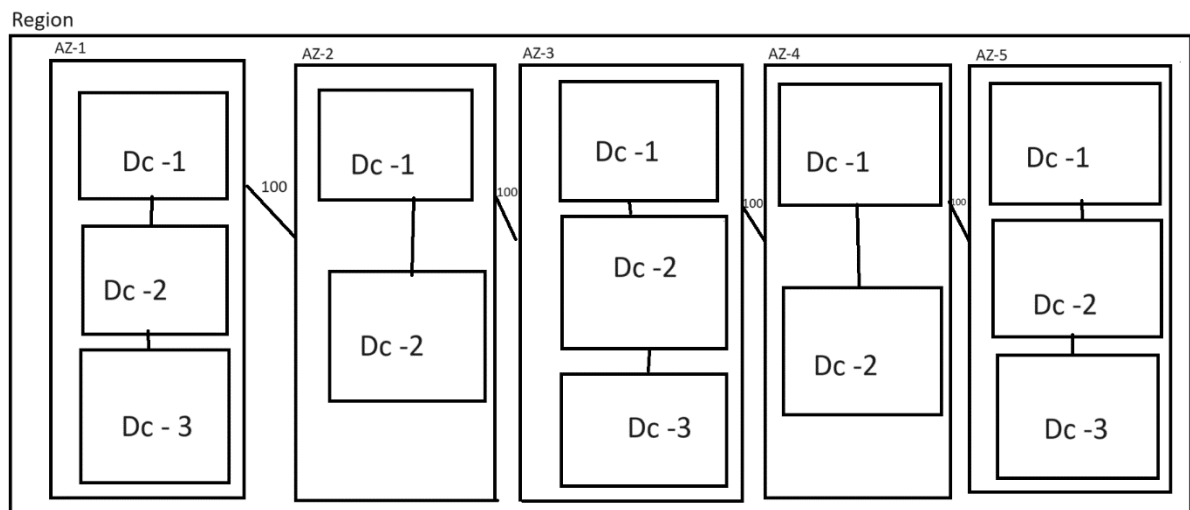 Region
AZ-1
Dc -1
Dc -2
Dc - 3
100
AZ-2
Dc -1
Dc -2
100
AZ-3
Dc -1
Dc -2
Dc -3
100
AZ-4
Dc -1
Dc -2
100
AZ-5
Dc -1
Dc -2
Dc -3